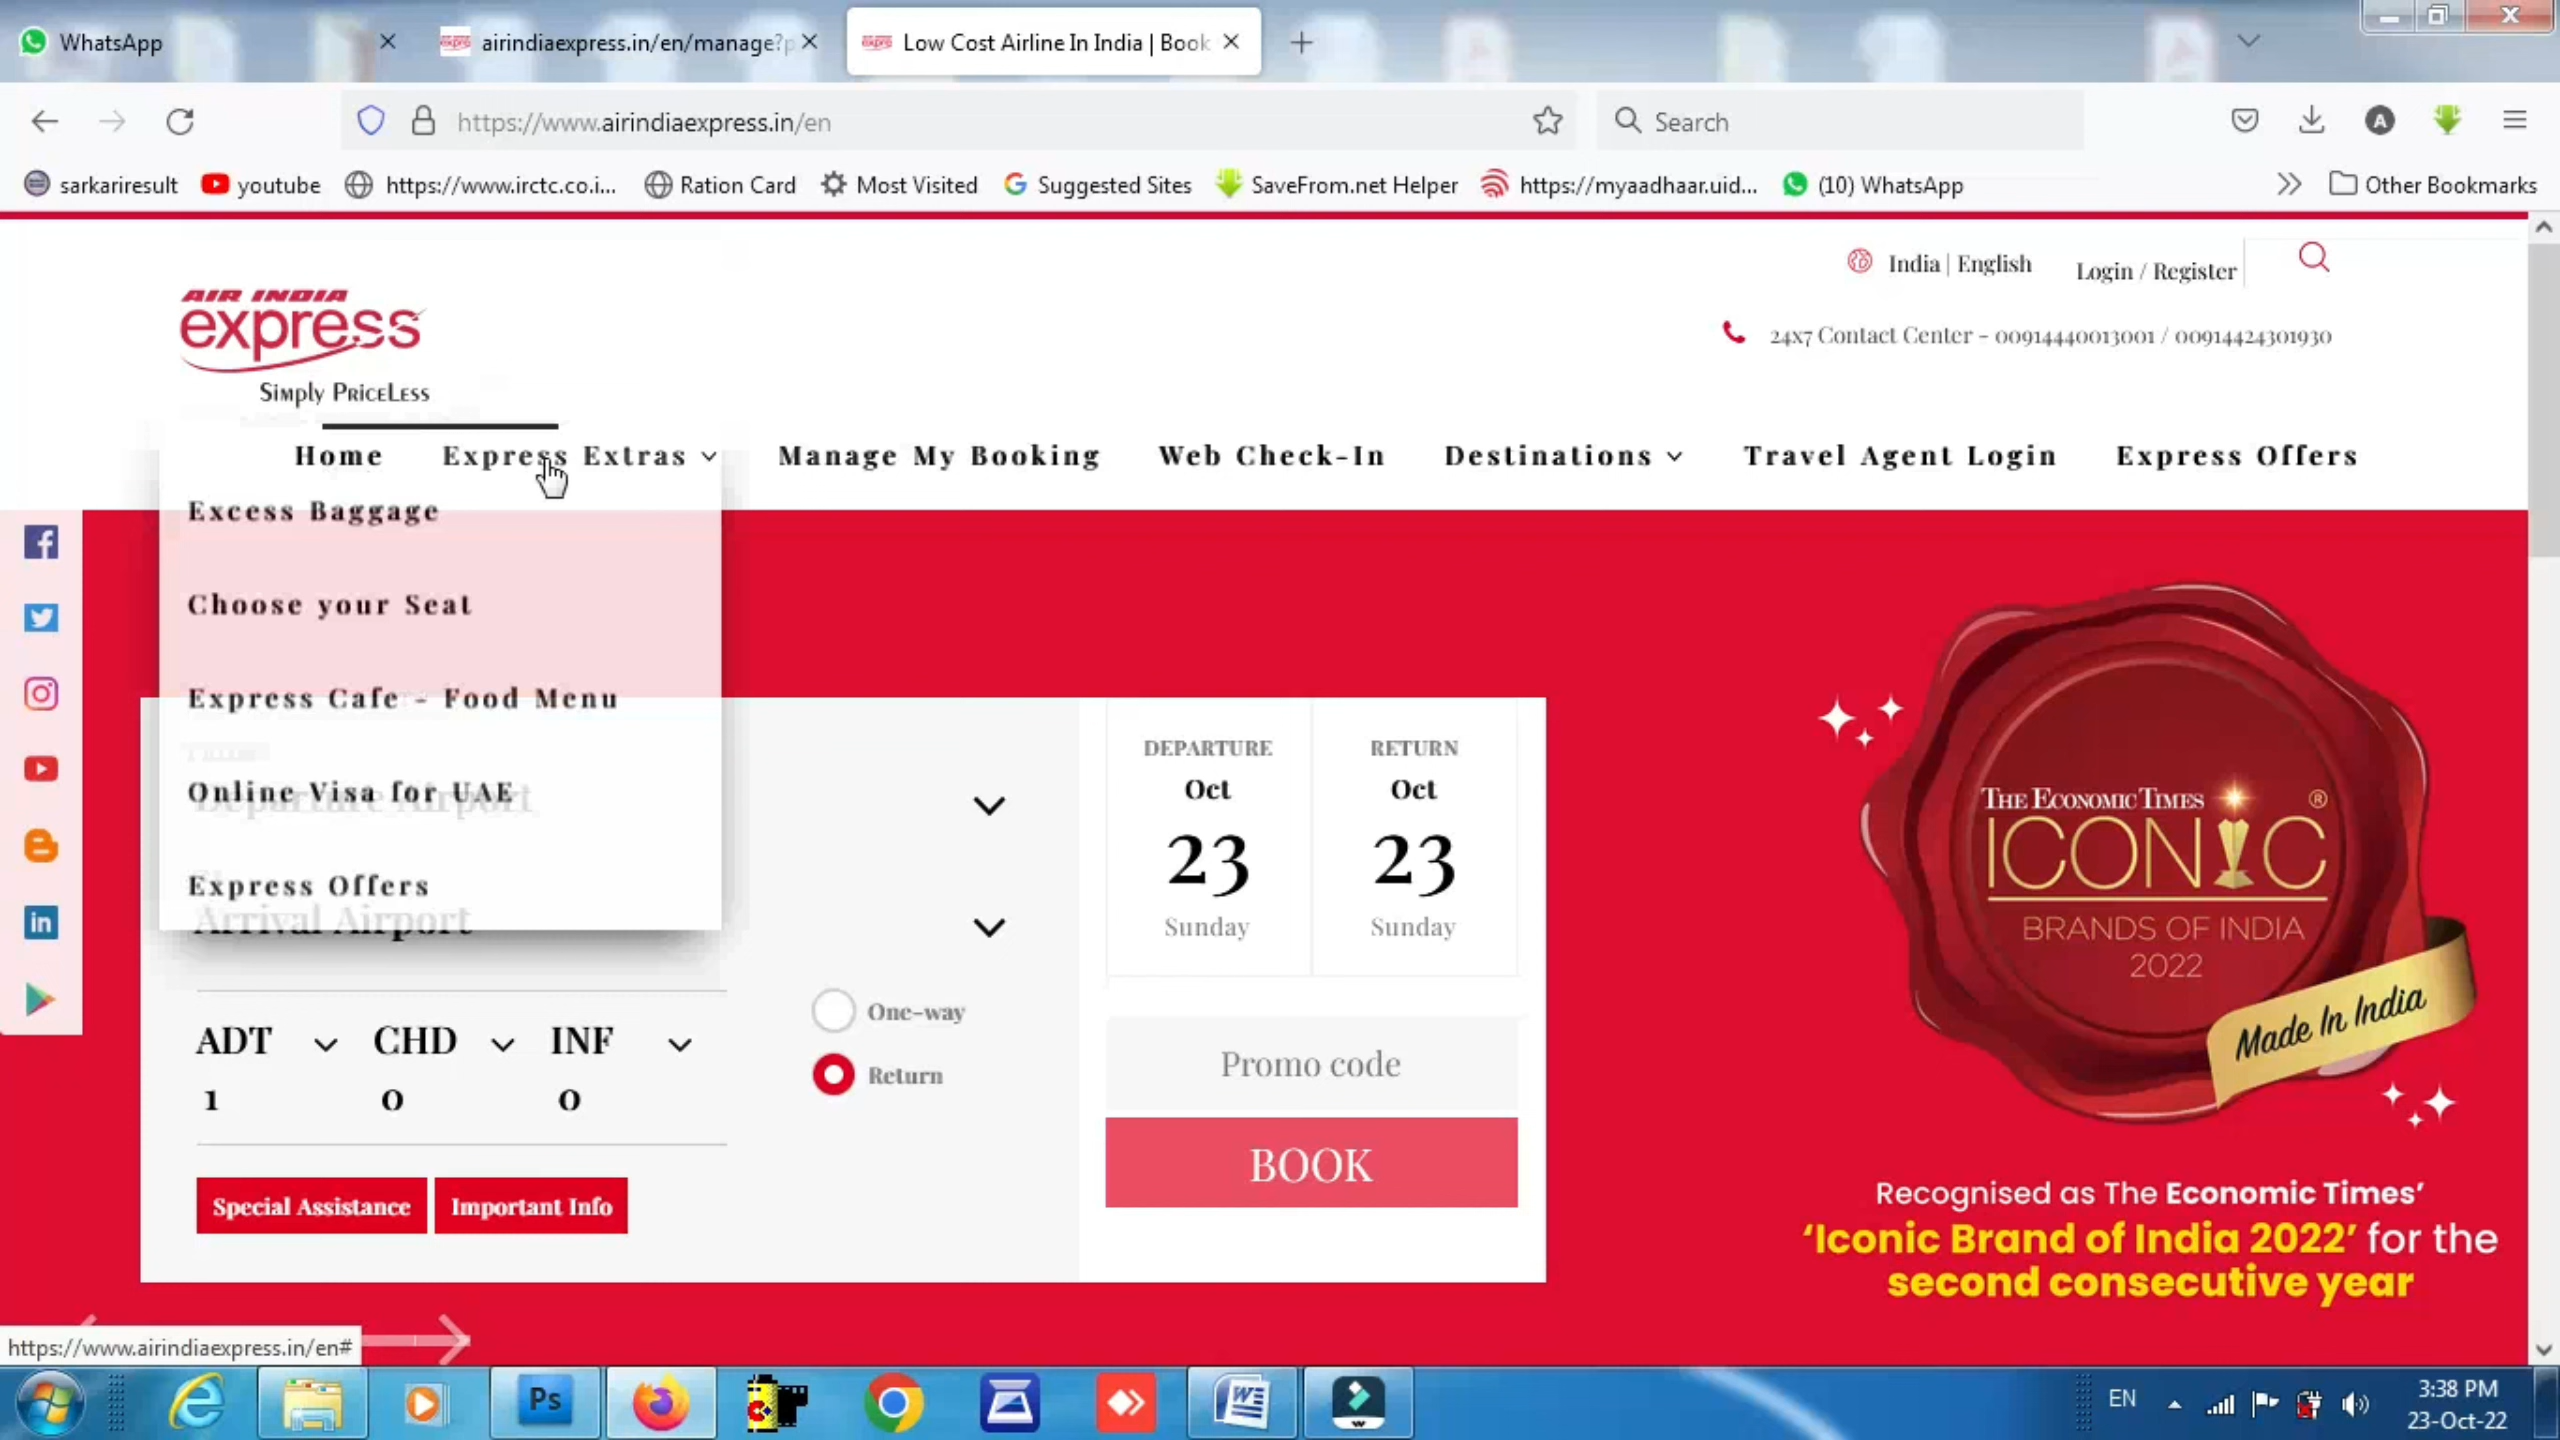 WhatsApp
airindiaexpress.in/en/manage?p
Low Cost Airline In India | Book
https://www.airindiaexpress.in/en
Search
sarkariresult
youtube
https://www.irctc.co.i...
Ration Card
Most Visited
Suggested Sites
SaveFrom.net Helper
https://myaadhaar.uid...
(10) WhatsApp
Other Bookmarks
India | English
Login / Register
AIR INDIA
express
Simply PriceLess
24x7 Contact Center - 00914440013001 / 00914424301930
Home
Express Extras
Manage My Booking
Web Check-In
Destinations
Travel Agent Login
Express Offers
Excess Baggage
Choose your Seat
Express Cafe - Food Menu
Online Visa for UAE
Departure Airport
Express Offers
Arrival Airport
DEPARTURE
Oct
23
Sunday
RETURN
Oct
23
Sunday
ADT
1
CHD
0
INF
0
One-way
Return
Promo code
BOOK
Special Assistance
Important Info
THE ECONOMIC TIMES ®
ICONIC
BRANDS OF INDIA
2022
Made In India
Recognised as The Economic Times'
'Iconic Brand of India 2022' for the
second consecutive year
https://www.airindiaexpress.in/en#
Ps
EN
3:38 PM
23-Oct-22